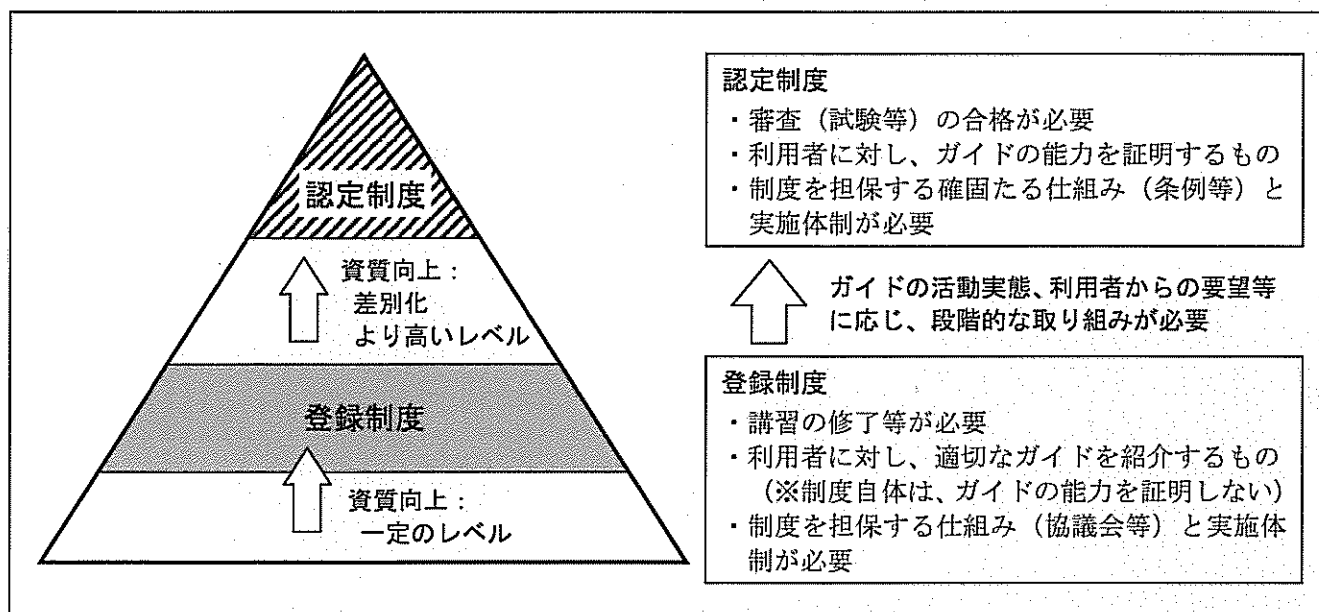 認定制度
資質向上：
差別化
より高いレベル
登録制度
資質向上：
一定のレベル
認定制度
・審査（試験等）の合格が必要
・利用者に対し、ガイドの能力を証明するもの
・制度を担保する確固たる仕組み（条例等）と
実施体制が必要
ガイドの活動実態、利用者からの要望等
に応じ、段階的な取り組みが必要
登録制度
・講習の修了等が必要
・利用者に対し、適切なガイドを紹介するもの
（※制度自体は、ガイドの能力を証明しない）
・制度を担保する仕組み（協議会等）と実施体
制が必要